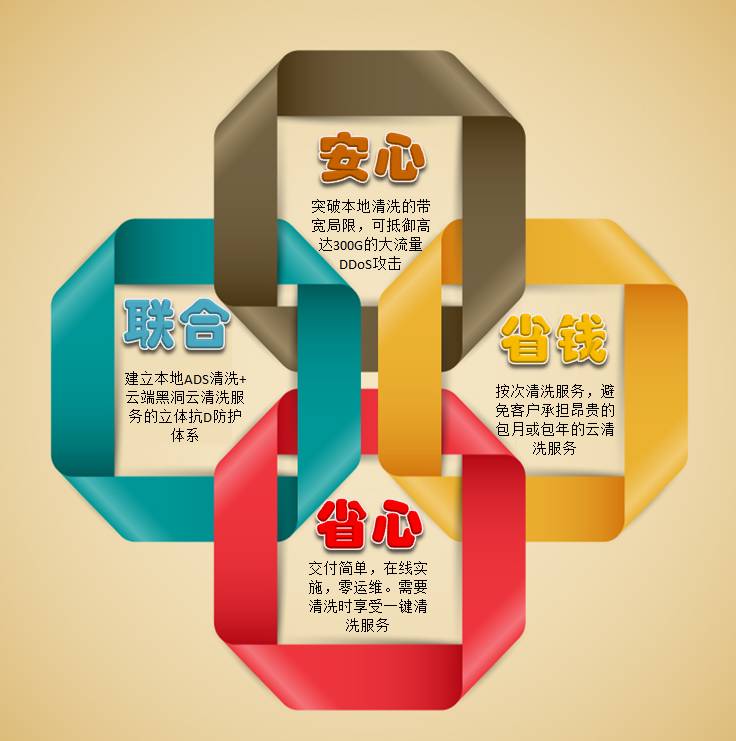 安心
突破本地清洗的带
宽局限，可抵御高
达300G的大流量
DDoS攻击
联合
建立本地ADS清洗+
云端黑洞云清洗服
务的立体抗D防护
体系
省钱
按次清洗服务，避
免客户承担昂贵的
包月或包年的云清
洗服务
省心
交付简单，在线实
施，零运维。需要
清洗时享受一键清
洗服务